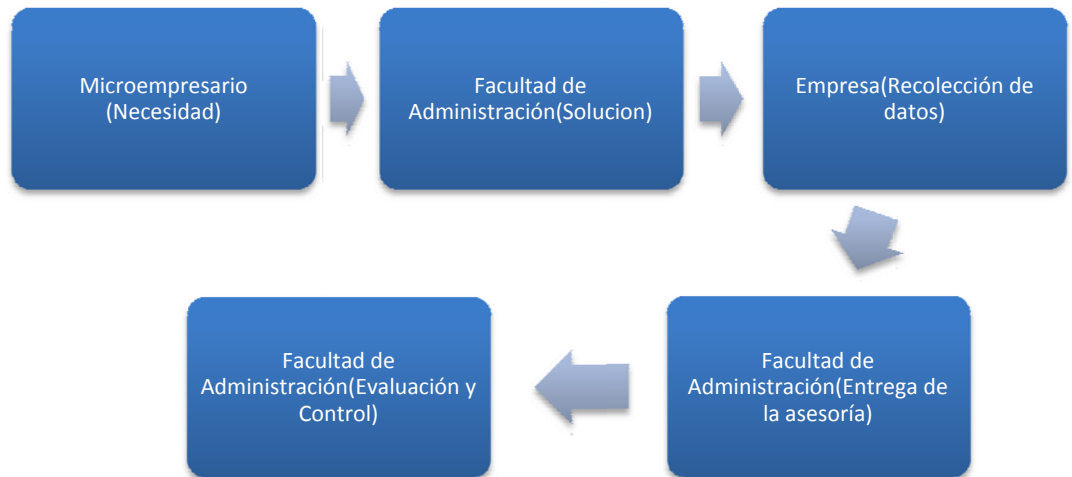 Microempresario
(Necesidad)
Facultad de
Administración(Solucion)
Empresa(Recolección de
datos)
Facultad de
Administración(Entrega de
la asesoría)
Facultad de
Administración(Evaluación y
Control)